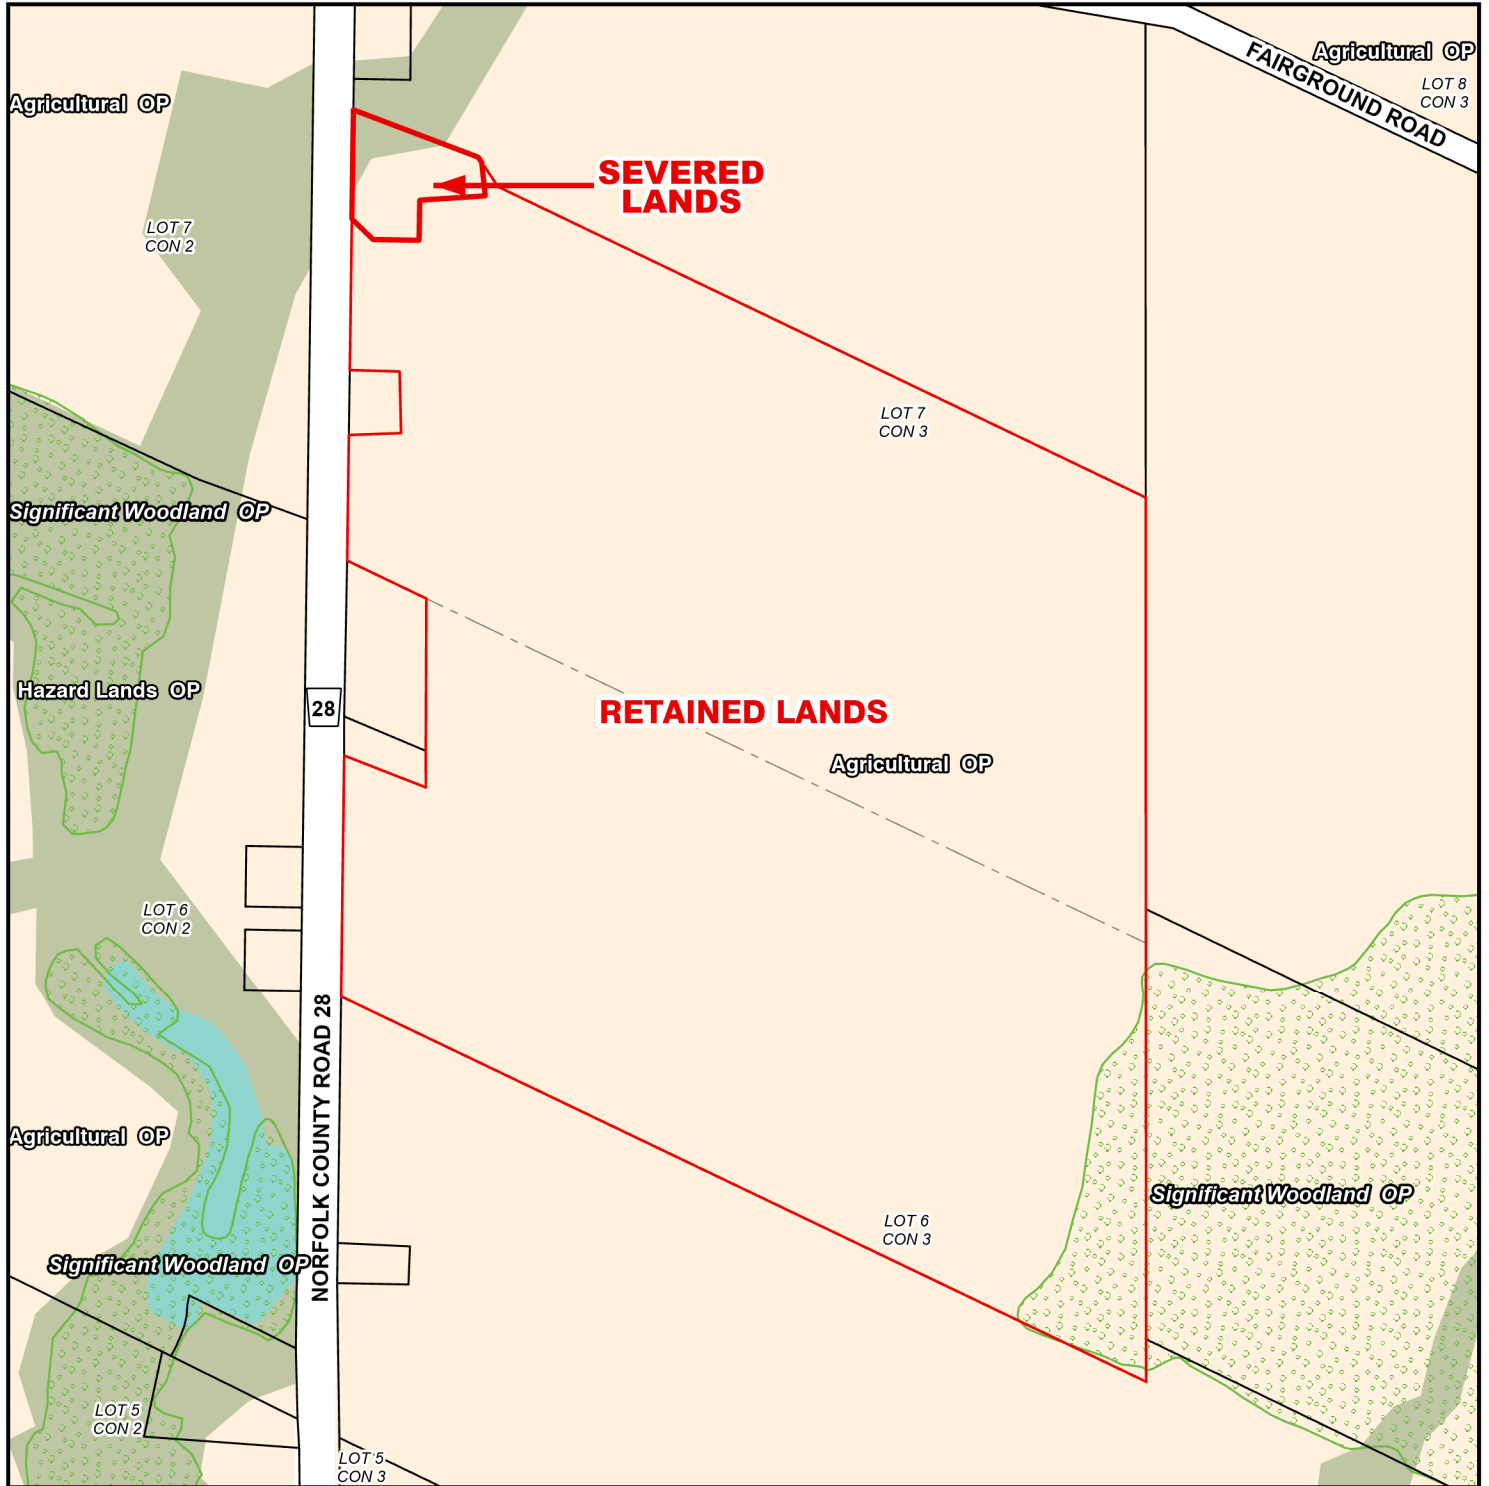 FAIRGROUND ROAD
Agricultural OP
LOT 8
CON 3
Agricultural OP
SEVERED
LANDS
LOT 7
CON 2
LOT 7
CON 3
Significant Woodland OP
Hazard Lands OP
28
RETAINED LANDS
Agricultural OP
LOT 6
CON 2
NORFOLK COUNTY ROAD 28
Agricultural OP
Significant Woodland OP
LOT 6
CON 3
Significant Woodland OP
LOT 5
CON 2
LOT 5
CON 3